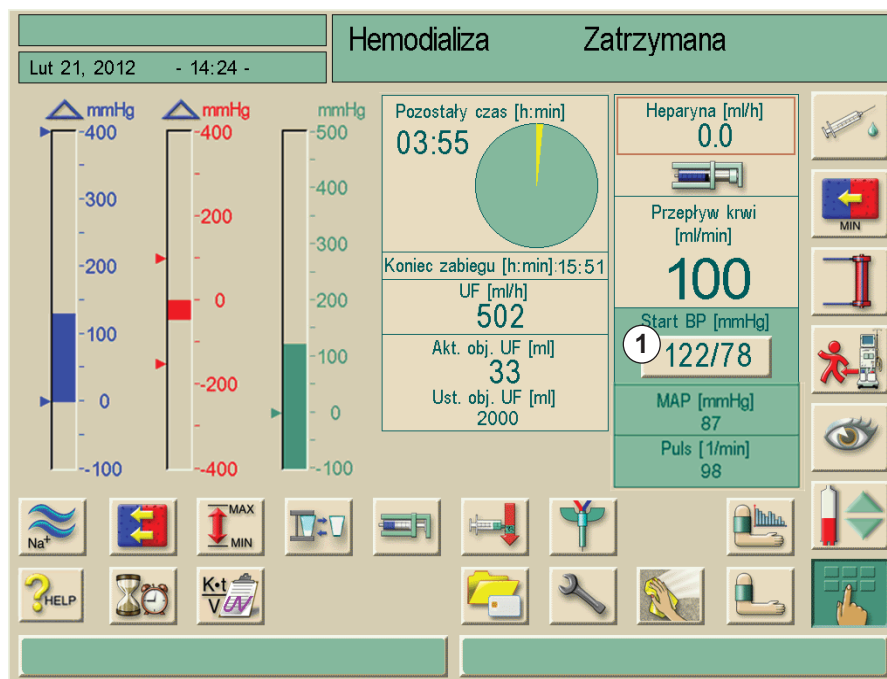 Hemodializa Zatrzymana
Lut 21, 2012 - 14:24 -
mmHg
400
300
200
100
0
-100
mmHg
400
200
0
-200
-400
mmHg
500
400
300
200
100
0
-100
Pozostały czas [h:min]
03:55
Koniec zabiegu [h:min]:15:51
UF [ml/h]
502
Akt. obj. UF [ml]
33
Ust. obj. UF [ml]
2000
Heparyna [ml/h]
0.0
Przepływ krwi
[ml/min]
100
Start BP [mmHg]
1
122/78
MAP [mmHg]
87
Puls [1/min]
98
MIN
Na+
MAX
MIN
HELP
K•t
V
UV